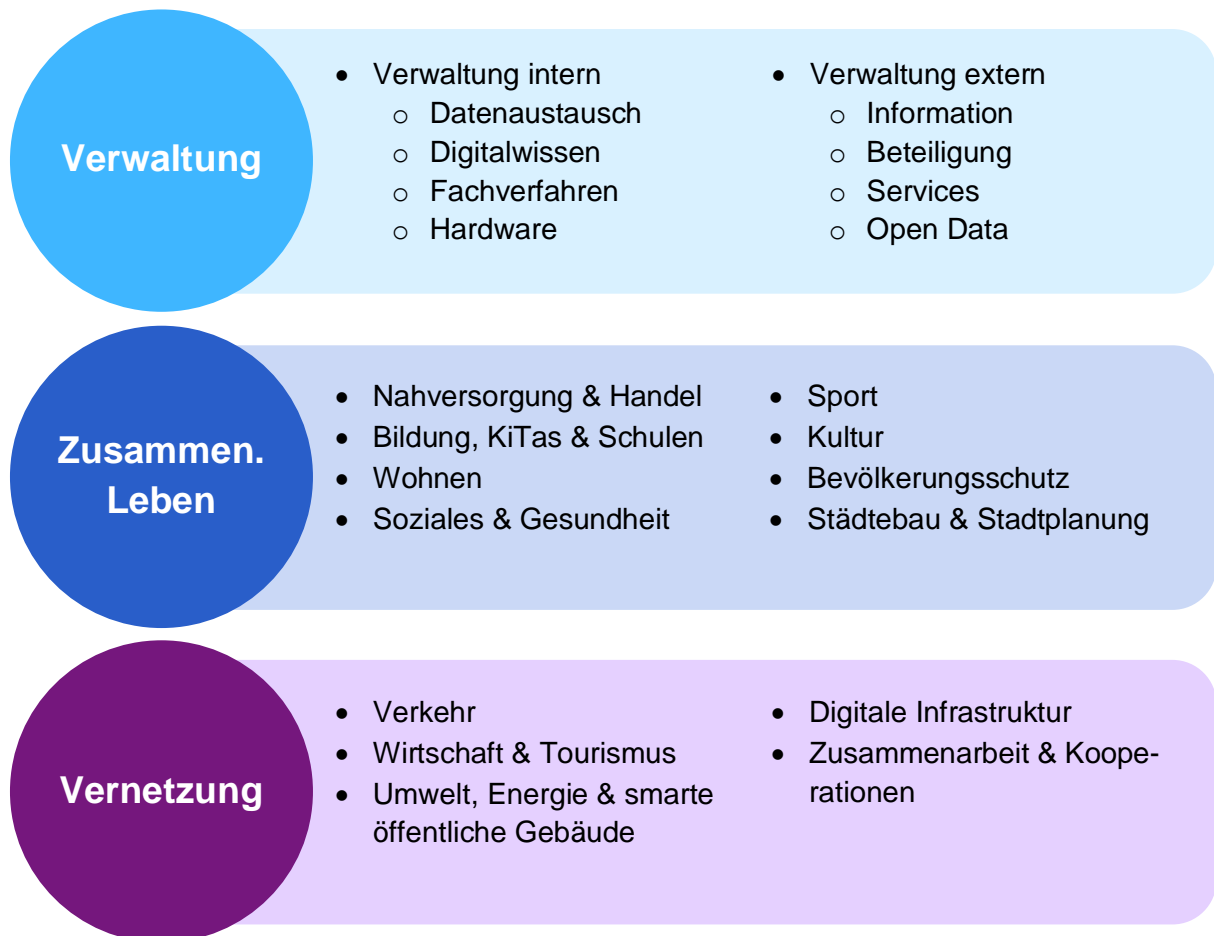 Verwaltung
• Verwaltung intern
o Datenaustausch
o Digitalwissen
o Fachverfahren
o Hardware
• Verwaltung extern
o Information
o Beteiligung
o Services
o Open Data
Zusammen.
Leben
• Nahversorgung & Handel
• Bildung, KiTas & Schulen
• Wohnen
• Soziales & Gesundheit
• Sport
• Kultur
• Bevölkerungsschutz
• Städtebau & Stadtplanung
Vernetzung
• Verkehr
• Wirtschaft & Tourismus
• Umwelt, Energie & smarte
öffentliche Gebäude
• Digitale Infrastruktur
• Zusammenarbeit & Koope-
rationen